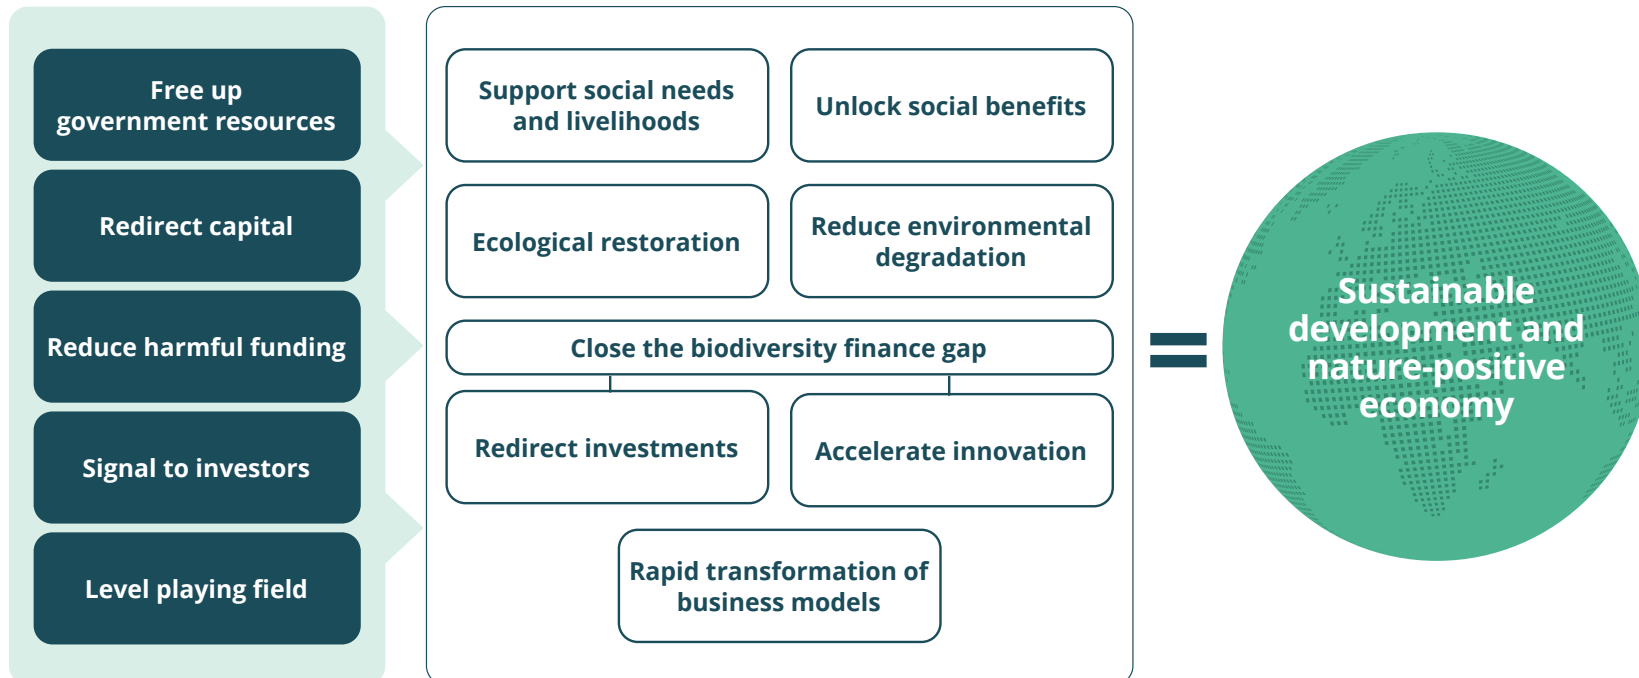 Free up
government resources
Redirect capital
Reduce harmful funding
Signal to investors
Level playing field
Support social needs
and livelihoods
Unlock social benefits
Ecological restoration
Reduce environmental
degradation
Close the biodiversity finance gap
Redirect investments
Accelerate innovation
Rapid transformation of
business models
=
Sustainable
development and
nature-positive
economy